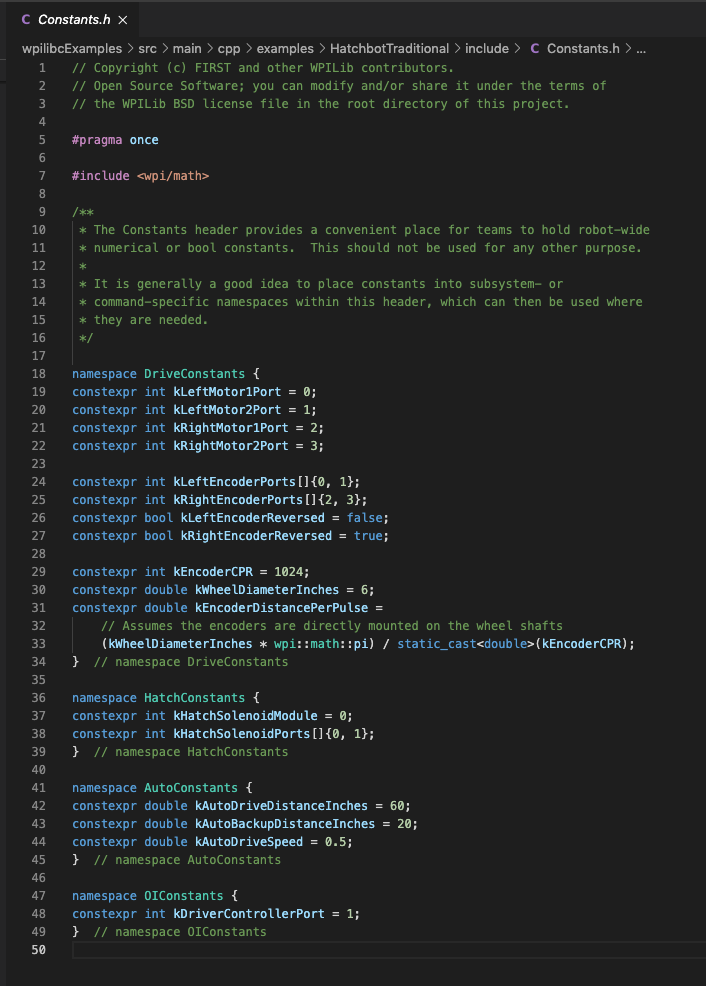 C Constants.h ×
wpilibcExamples > src > main > cpp > examples > HatchbotTraditional > include > C Constants.h > ...
1 // Copyright (c) FIRST and other WPILib contributors.
2 // Open Source Software; you can modify and/or share it under the terms of
3 // the WPILib BSD license file in the root directory of this project.
4
5 #pragma once
6
7 #include <wpi/math>
8
9 /**
10 * The Constants header provides a convenient place for teams to hold robot-wide
11 * numerical or bool constants.  This should not be used for any other purpose.
12 *
13 * It is generally a good idea to place constants into subsystem- or
14 * command-specific namespaces within this header, which can then be used where
15 * they are needed.
16 */
17
18 namespace DriveConstants {
19 constexpr int kLeftMotor1Port = 0;
20 constexpr int kLeftMotor2Port = 1;
21 constexpr int kRightMotor1Port = 2;
22 constexpr int kRightMotor2Port = 3;
23
24 constexpr int kLeftEncoderPorts[]{0, 1};
25 constexpr int kRightEncoderPorts[]{2, 3};
26 constexpr bool kLeftEncoderReversed = false;
27 constexpr bool kRightEncoderReversed = true;
28
29 constexpr int kEncoderCPR = 1024;
30 constexpr double kWheelDiameterInches = 6;
31 constexpr double kEncoderDistancePerPulse =
32     // Assumes the encoders are directly mounted on the wheel shafts
33     (kWheelDiameterInches * wpi::math::pi) / static_cast<double>(kEncoderCPR);
34 }  // namespace DriveConstants
35
36 namespace HatchConstants {
37 constexpr int kHatchSolenoidModule = 0;
38 constexpr int kHatchSolenoidPorts[]{0, 1};
39 }  // namespace HatchConstants
40
41 namespace AutoConstants {
42 constexpr double kAutoDriveDistanceInches = 60;
43 constexpr double kAutoBackupDistanceInches = 20;
44 constexpr double kAutoDriveSpeed = 0.5;
45 }  // namespace AutoConstants
46
47 namespace OIConstants {
48 constexpr int kDriverControllerPort = 1;
49 }  // namespace OIConstants
50